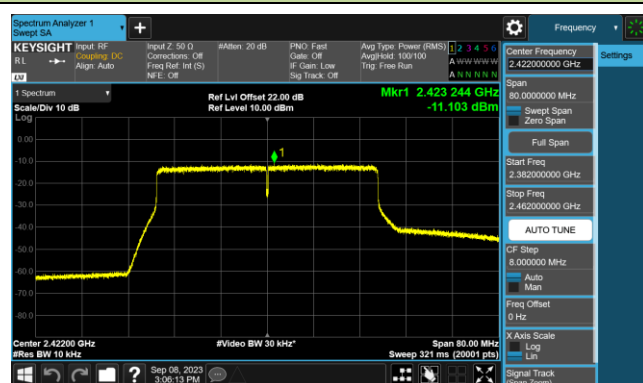 Spectrum Analyzer 1
Swept SA
Frequency
KEYSIGHT
RL
LXI
Input: RF
Coupling: DC
Align: Auto
Input Z: 50 Ω
Corrections: Off
Freq Ref: Int (S)
NFE: Off
#Atten: 20 dB
PNO: Fast
Gate: Off
IF Gain: Low
Sig Track: Off
Avg Type: Power (RMS)
Avg|Hold: 100/100
Trig: Free Run
1 2 3 4 5 6
A W W W W W
A N N N N N
1 Spectrum
Scale/Div 10 dB
Log
Ref Lvl Offset 22.00 dB
Ref Level 10.00 dBm
Mkr1 2.423 244 GHz
-11.103 dBm
0.00
-10.0
-20.0
-30.0
-40.0
-50.0
-60.0
-70.0
-80.0
1
Center 2.42200 GHz
#Res BW 10 kHz
#Video BW 30 kHz*
Span 80.00 MHz
Sweep 321 ms (20001 pts)
Sep 08, 2023
3:06:13 PM
Center Frequency
2.422000000 GHz
Span
80.0000000 MHz
Swept Span
Zero Span
Full Span
Start Freq
2.382000000 GHz
Stop Freq
2.462000000 GHz
AUTO TUNE
CF Step
8.000000 MHz
Auto
Man
Freq Offset
0 Hz
X Axis Scale
Log
Lin
Signal Track
(Span Zoom)
Settings